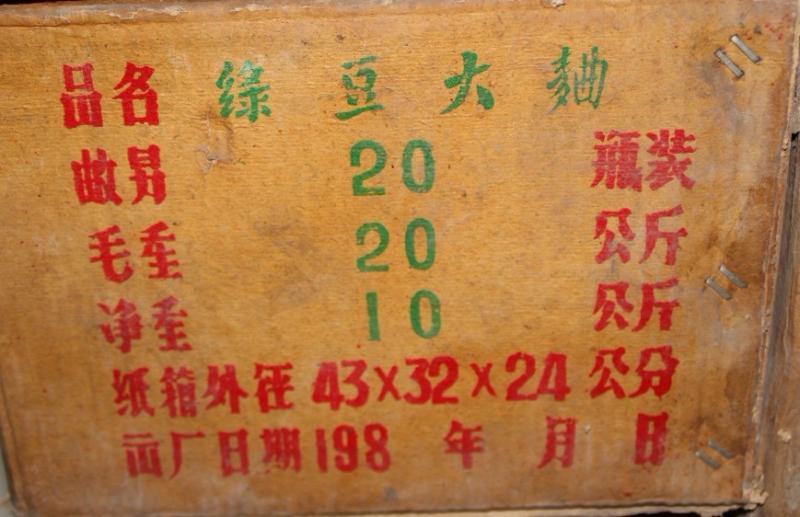 品名 绿豆大麯
数量 20 瓶装
毛重 20 公斤
净重 10 公斤
纸箱外径 43×32×24 公分
出厂日期 198 年 月 日